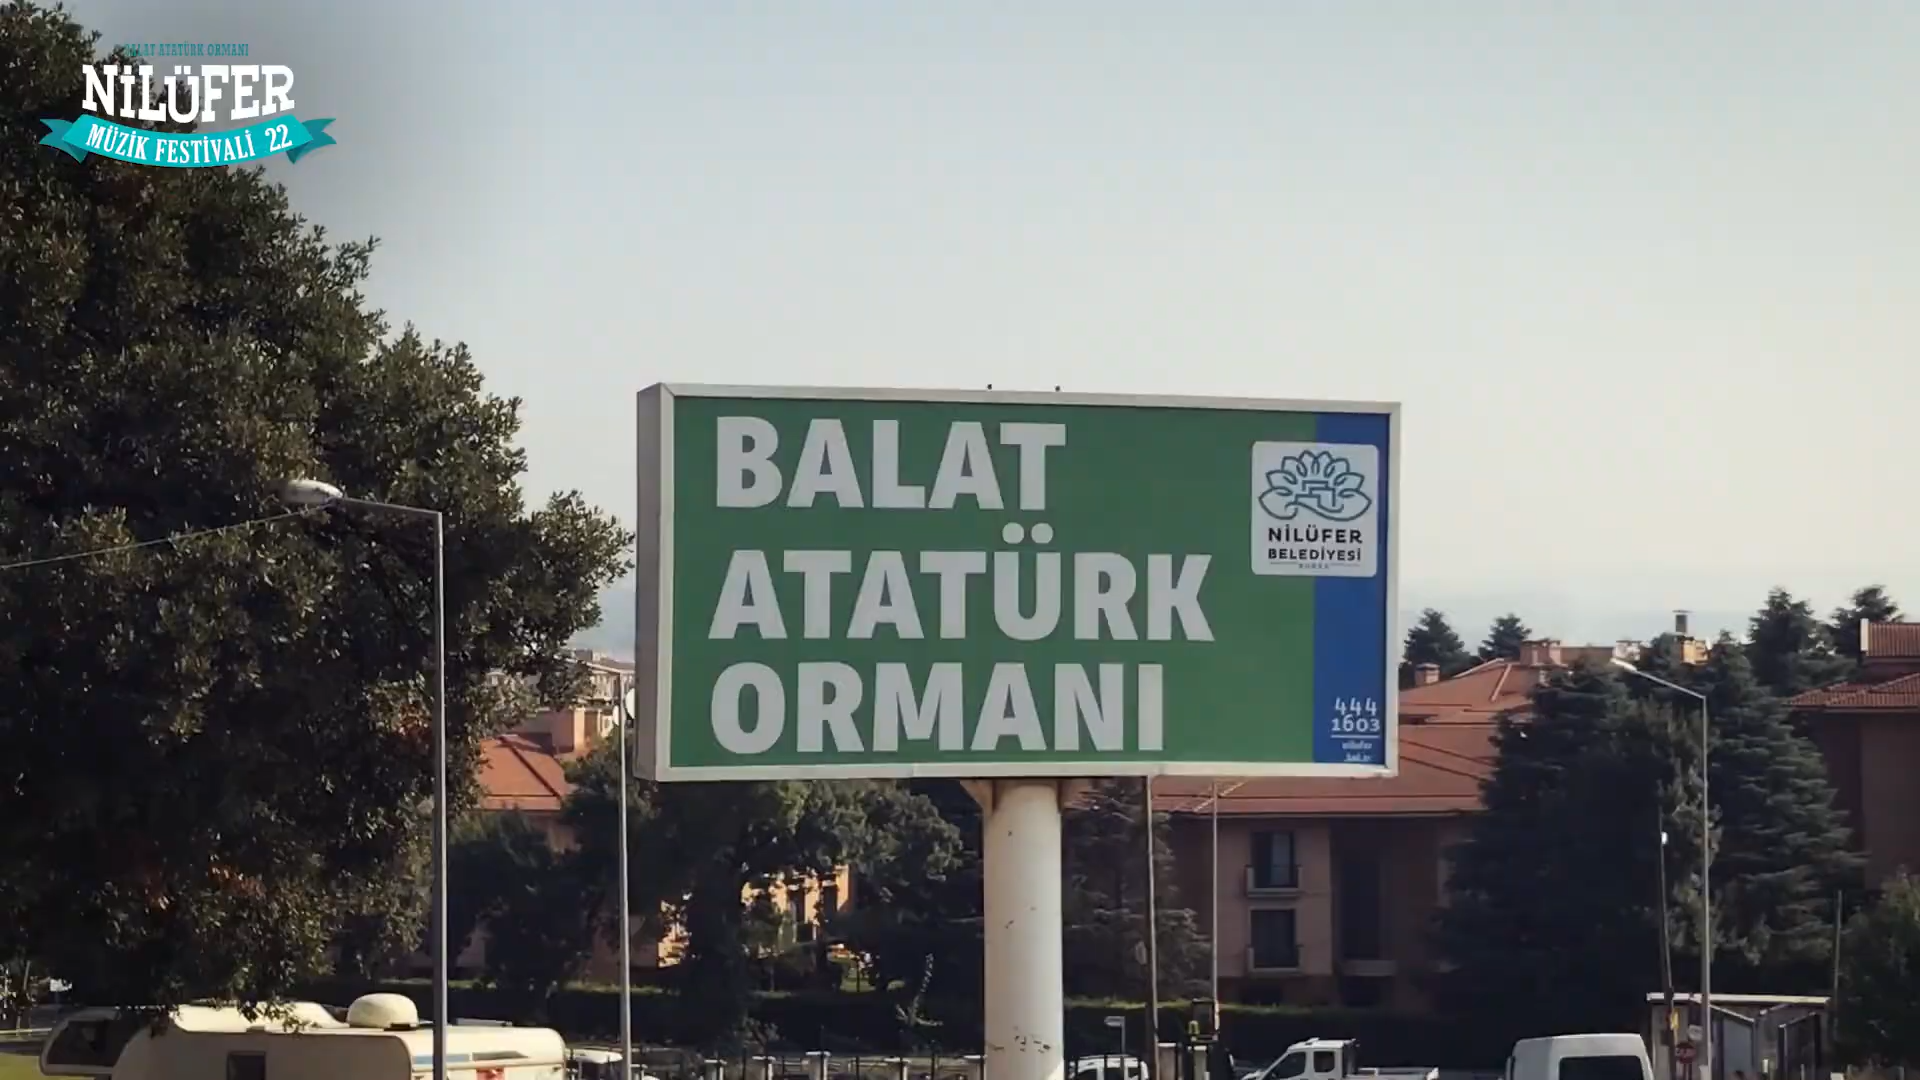 BALAT ATATÜRK ORMANI
NİLÜFER
MÜZİK FESTİVALİ 22
BALAT
ATATÜRK
ORMANI
NİLÜFER
BELEDİYESİ
BURSA
444
1603
nilufer
.bel.tr